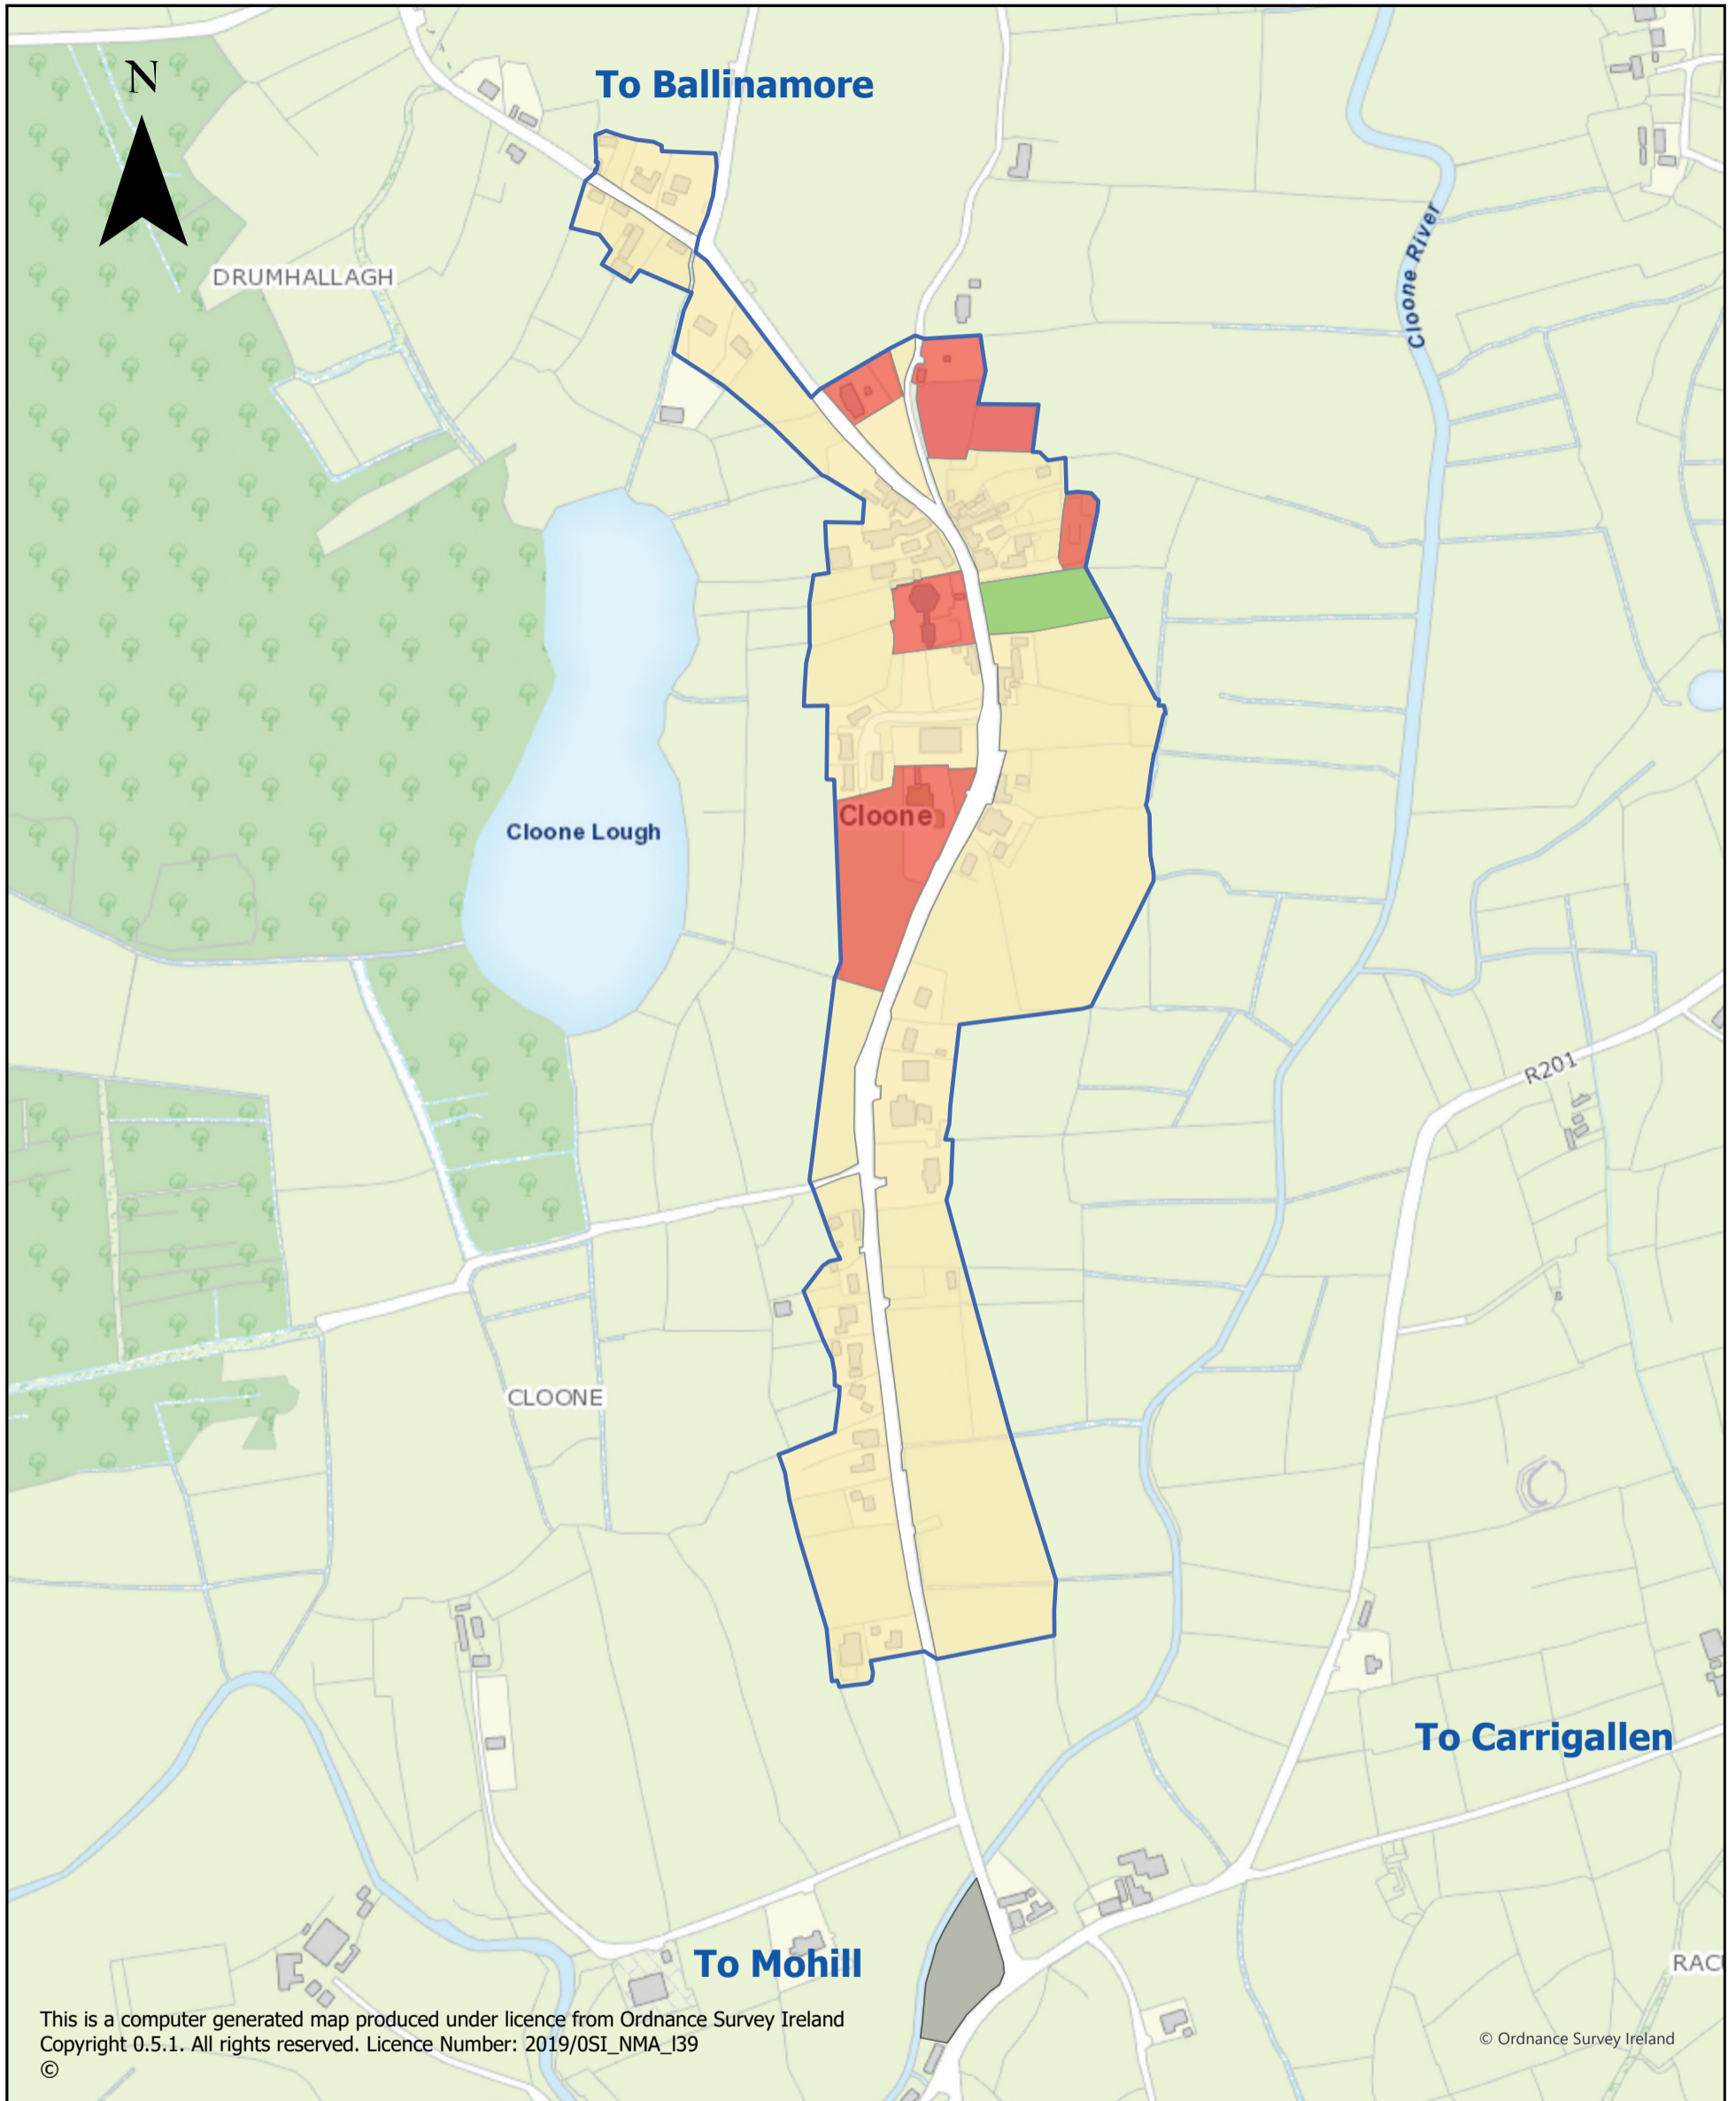 N
To Ballinamore
DRUMHALLAGH
Cloone River
Cloone
Cloone Lough
R201
CLOONE
To Carrigallen
To Mohill
RACI
This is a computer generated map produced under licence from Ordnance Survey Ireland
Copyright 0.5.1. All rights reserved. Licence Number: 2019/0SI_NMA_l39
©
© Ordnance Survey Ireland